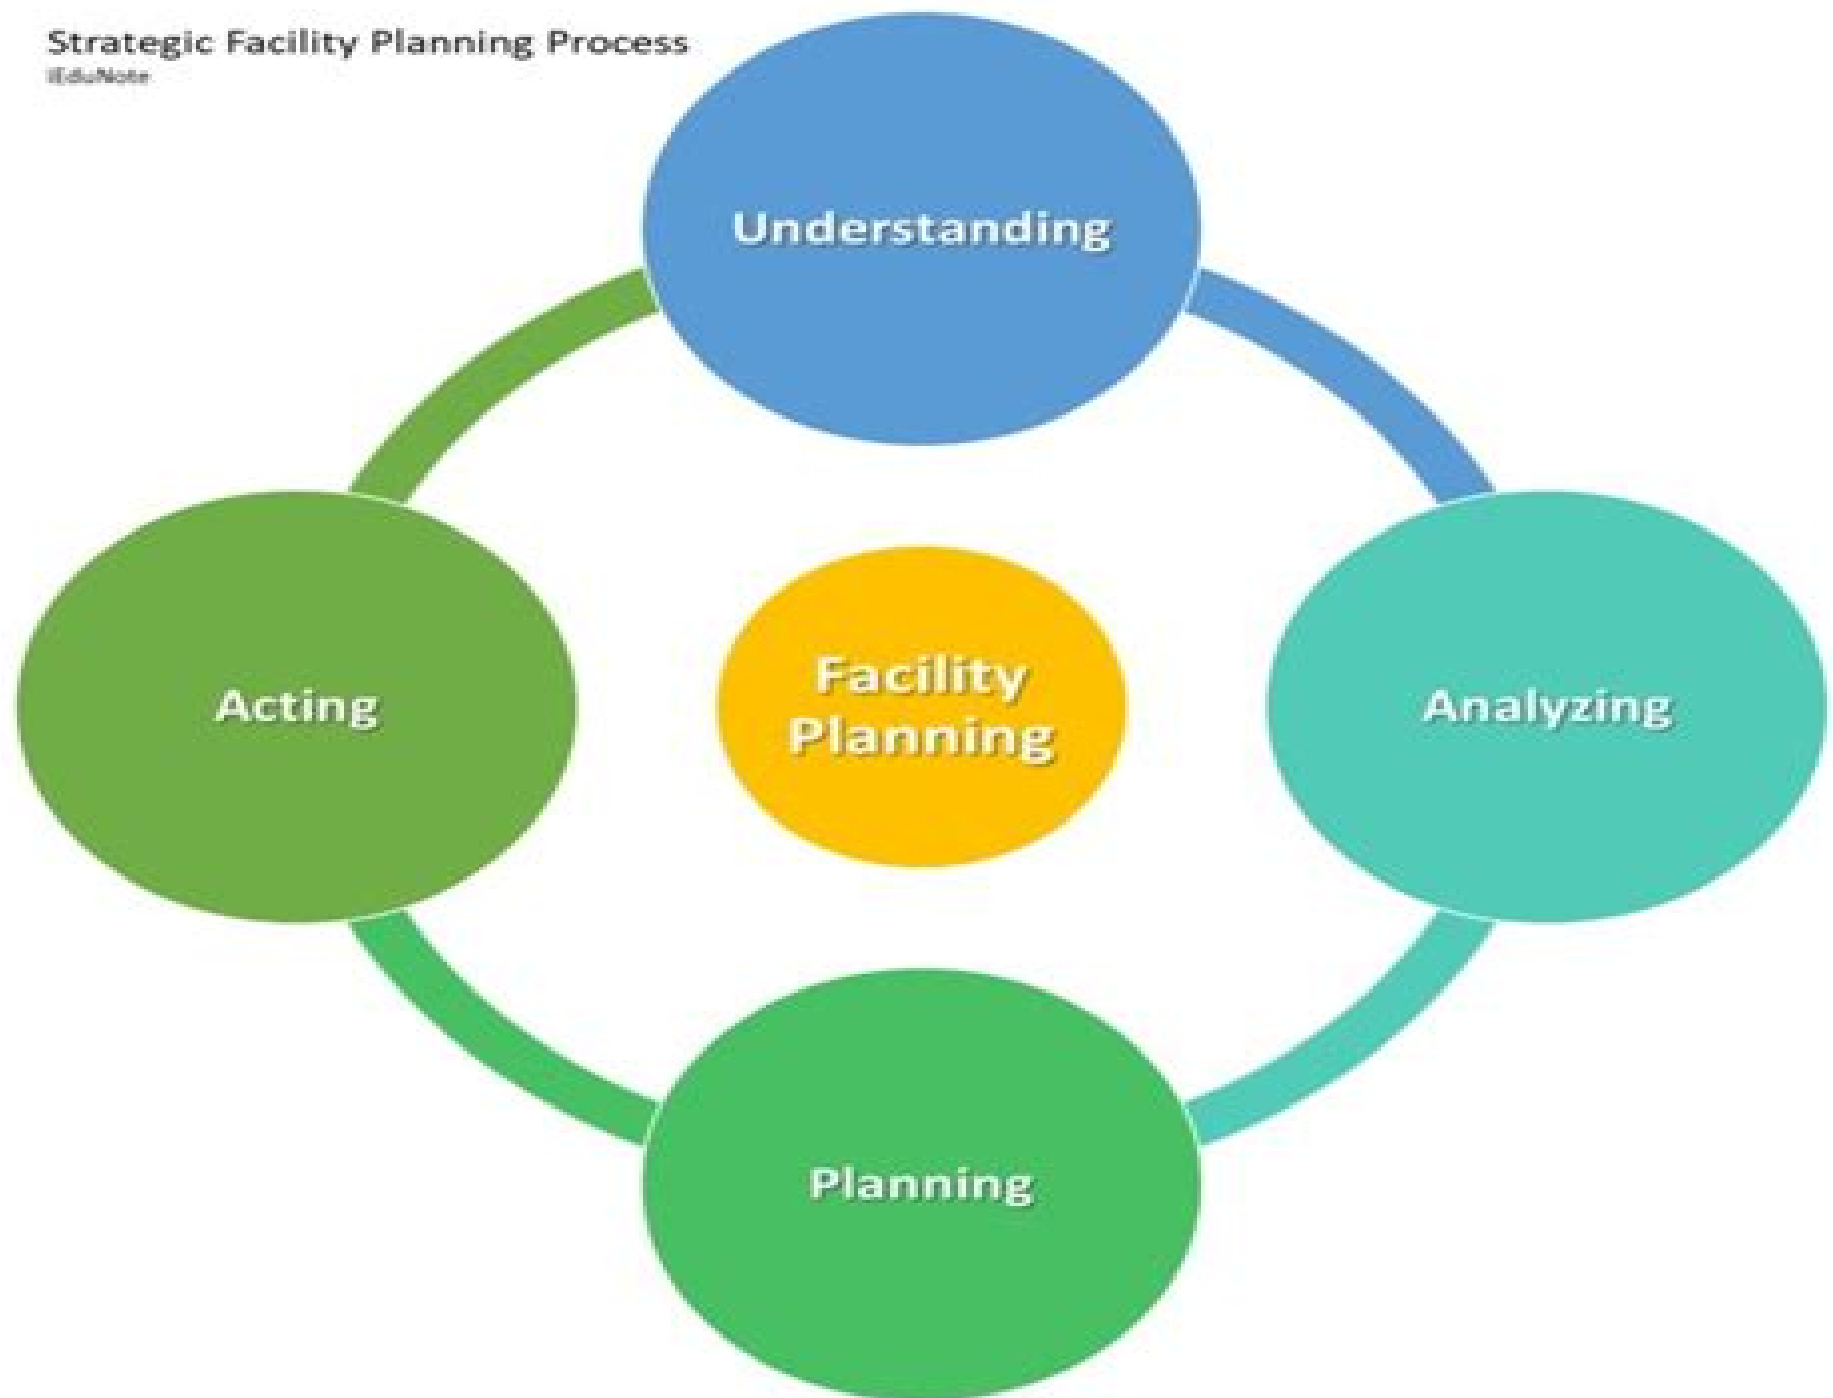 Strategic Facility Planning Process
iEduNote
Understanding
Acting
Facility
Planning
Analyzing
Planning